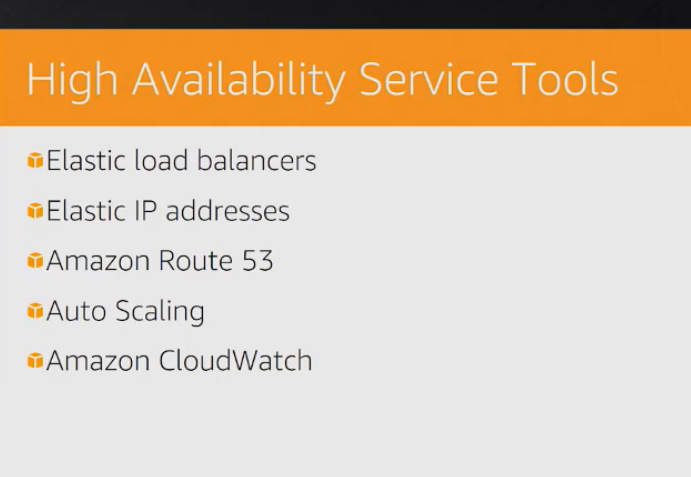 High Availability Service Tools
Elastic load balancers
Elastic IP addresses
Amazon Route 53
Auto Scaling
Amazon CloudWatch